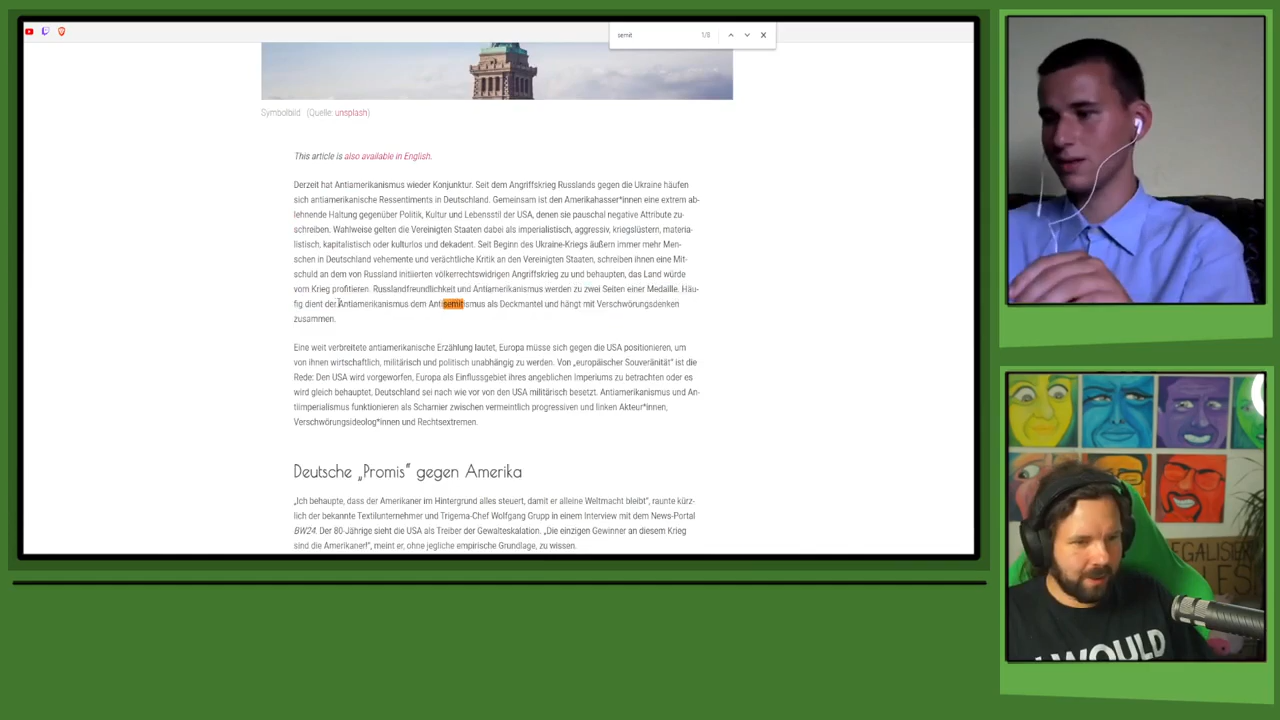 semit 1/8
Symbolbild (Quelle: unsplash)
This article is also available in English.
Derzeit hat Antiamerikanismus wieder Konjunktur. Seit dem Angriffskrieg Russlands gegen die Ukraine häufen
sich antiamerikanische Ressentiments in Deutschland. Gemeinsam ist den Amerikahasser*innen eine extrem ab-
lehnende Haltung gegenüber Politik, Kultur und Lebensstil der USA, denen sie pauschal negative Attribute zu-
schreiben. Wahlweise gelten die Vereinigten Staaten dabei als imperialistisch, aggressiv, kriegslüstern, materia-
listisch, kapitalistisch oder kulturlos und dekadent. Seit Beginn des Ukraine-Kriegs äußern immer mehr Men-
schen in Deutschland vehemente und verächtliche Kritik an den Vereinigten Staaten, schreiben ihnen eine Mit-
schuld an dem von Russland initiierten völkerrechtswidrigen Angriffskrieg zu und behaupten, das Land würde
vom Krieg profitieren. Russlandfreundlichkeit und Antiamerikanismus werden zu zwei Seiten einer Medaille. Häu-
fig dient der Antiamerikanismus dem Antisemitismus als Deckmantel und hängt mit Verschwörungsdenken
zusammen.
Eine weit verbreitete antiamerikanische Erzählung lautet, Europa müsse sich gegen die USA positionieren, um
von ihnen wirtschaftlich, militärisch und politisch unabhängig zu werden. Von „europäischer Souveränität“ ist die
Rede: Den USA wird vorgeworfen, Europa als Einflussgebiet ihres angeblichen Imperiums zu betrachten oder es
wird gleich behauptet, Deutschland sei nach wie vor von den USA militärisch besetzt. Antiamerikanismus und An-
tiimperialismus funktionieren als Scharnier zwischen vermeintlich progressiven und linken Akteur*innen,
Verschwörungsideolog*innen und Rechtsextremen.
Deutsche „Promis“ gegen Amerika
„Ich behaupte, dass der Amerikaner im Hintergrund alles steuert, damit er alleine Weltmacht bleibt“, raunte kürz-
lich der bekannte Textilunternehmer und Trigema-Chef Wolfgang Grupp in einem Interview mit dem News-Portal
BW24. Der 80-Jährige sieht die USA als Treiber der Gewalteskalation. „Die einzigen Gewinner an diesem Krieg
sind die Amerikaner!“, meint er, ohne jegliche empirische Grundlage, zu wissen.
EGALISIE
LES
WOULD